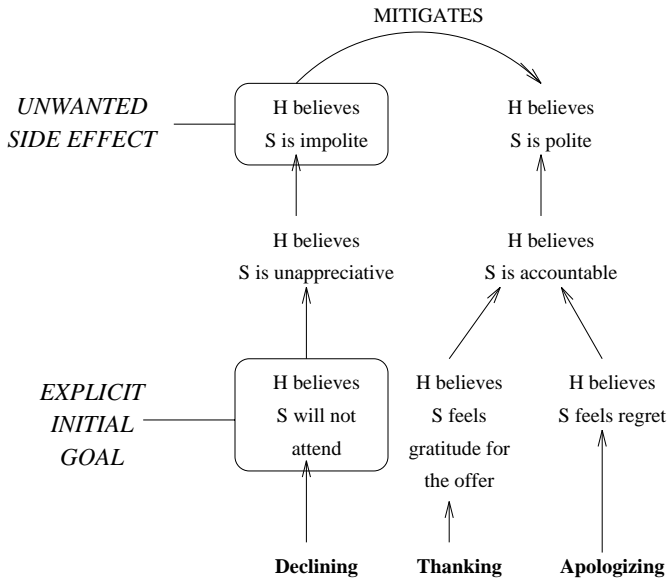 MITIGATES
UNWANTED
SIDE EFFECT
H believes
S is impolite
H believes
S is polite
H believes
S is unappreciative
H believes
S is accountable
EXPLICIT
INITIAL
GOAL
H believes
S will not
attend
H believes
S feels
gratitude for
the offer
H believes
S feels regret
Declining
Thanking
Apologizing